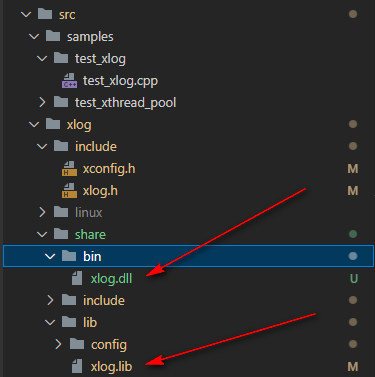 src
samples
test_xlog
C++ test_xlog.cpp
test_xthread_pool
xlog
include
H xconfig.h M
H xlog.h M
linux
share
bin
xlog.dll U
include
lib
config
xlog.lib M